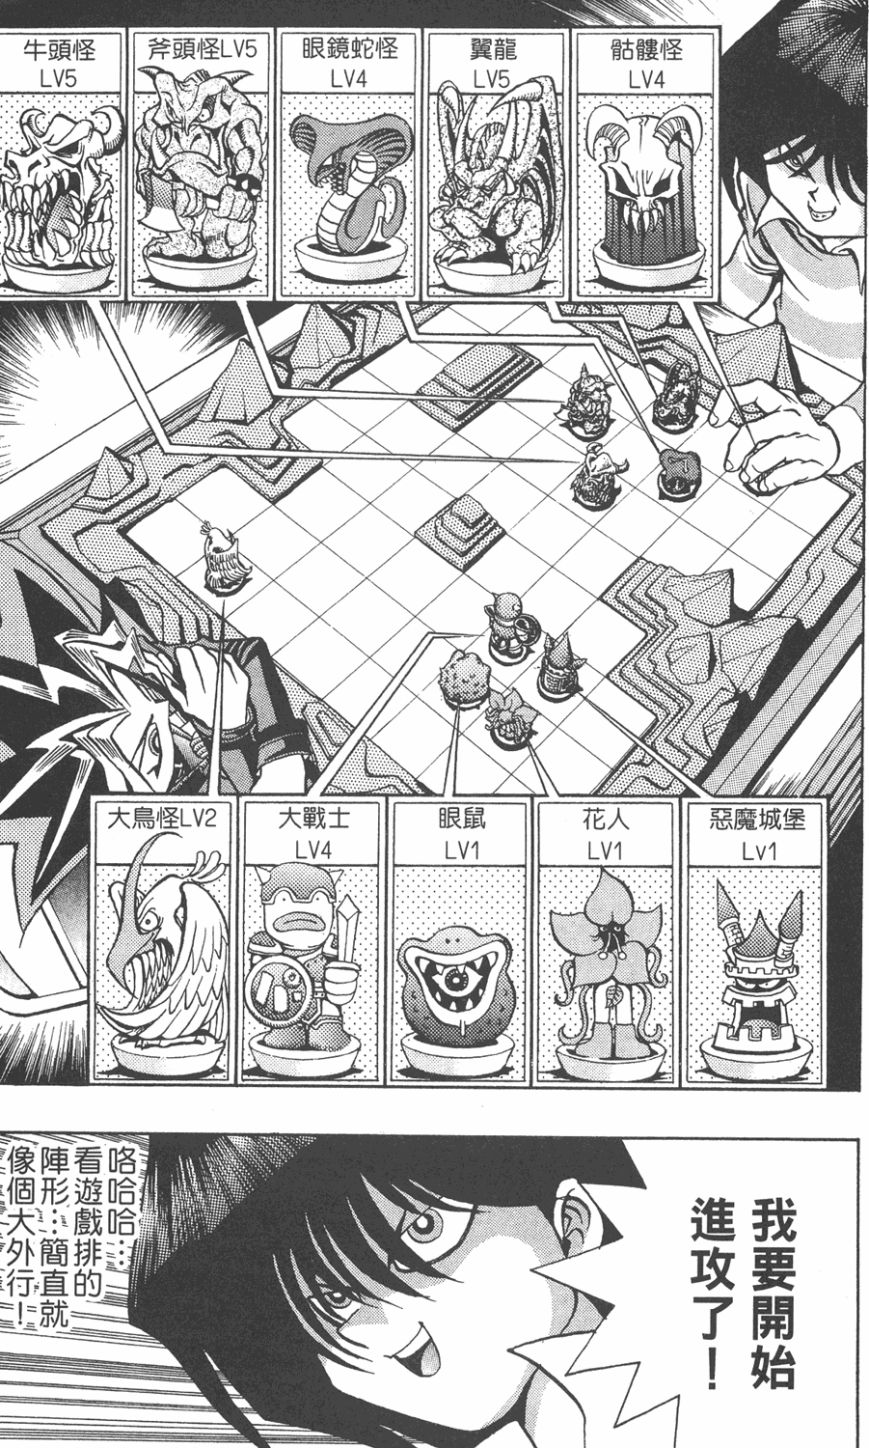 骷髏怪
LV4
翼龍
LV5
眼鏡蛇怪
LV4
斧頭怪LV5
牛頭怪
LV5
惡魔城堡
Lv1
花人
LV1
眼鼠
LV1
大戰士
LV4
大鳥怪LV2
我要開始
進攻了！
咯哈哈⋯
看遊戲排的
陣形⋯簡直就
像個大外行！